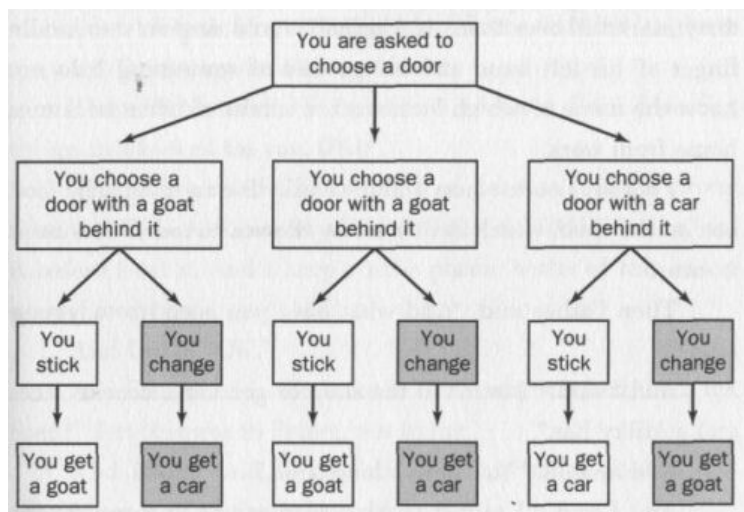 You are asked to
choose a door
You choose a
door with a goat
behind it
You choose a
door with a goat
behind it
You choose a
door with a car
behind it
You
stick
You
change
You
stick
You
change
You
stick
You
change
You get
a goat
You get
a car
You get
a goat
You get
a car
You get
a car
You get
a goat